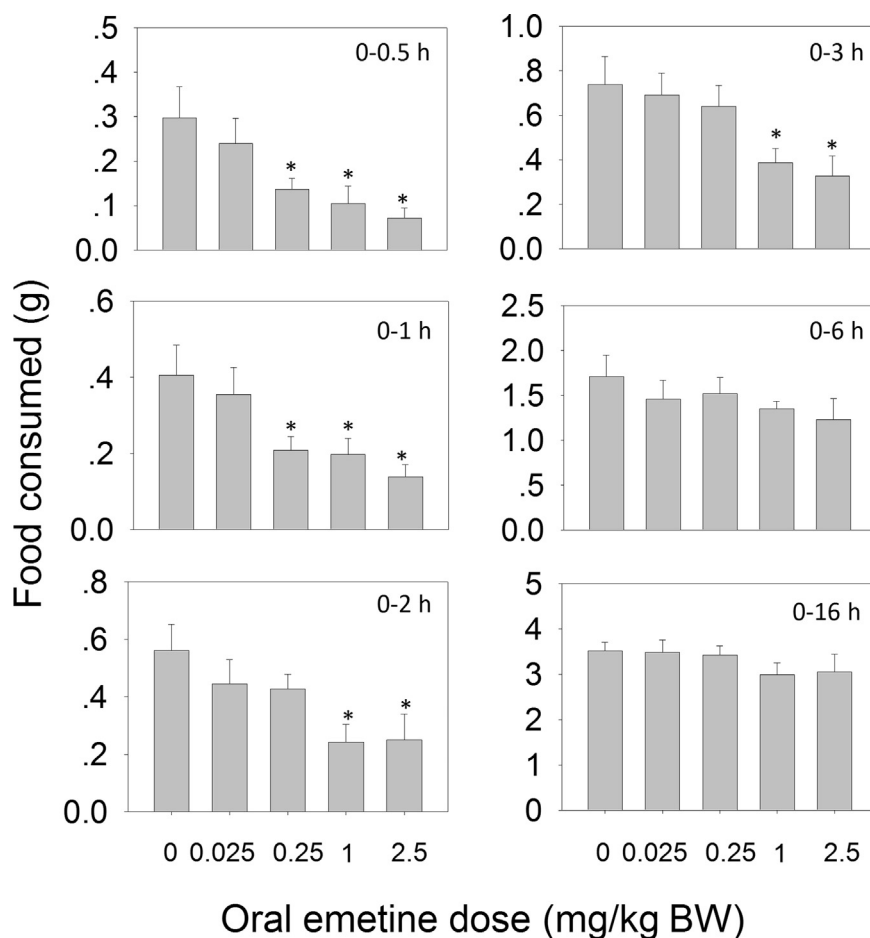 Food consumed (g)
0-0.5 h
.5
.4
.3
.2
.1
0.0
* * *
0-3 h
1.0
.8
.6
.4
.2
0.0
* *
0-1 h
.6
.4
.2
0.0
* * *
0-6 h
2.5
2.0
1.5
1.0
.5
0.0
0-2 h
.8
.6
.4
.2
0.0
* *
0-16 h
5
4
3
2
1
0
0 0.025 0.25 1 2.5
0 0.025 0.25 1 2.5
Oral emetine dose (mg/kg BW)